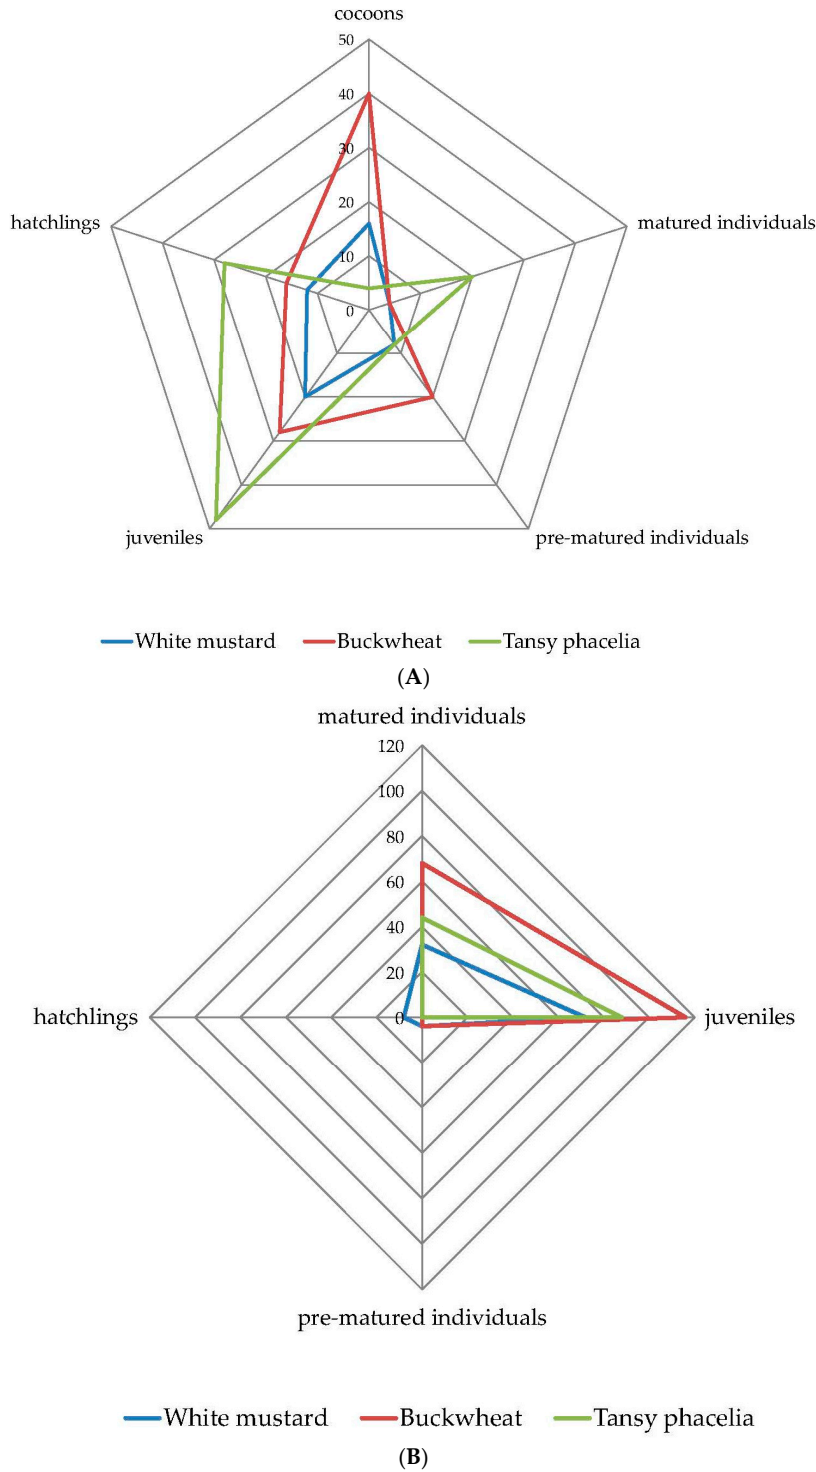 cocoons
50
40
30
20
10
0
hatchlings
matured individuals
juveniles
pre-matured individuals
White mustard Buckwheat Tansy phacelia
(A)
matured individuals
120
100
80
60
40
20
0
hatchlings
juveniles
pre-matured individuals
White mustard Buckwheat Tansy phacelia
(B)